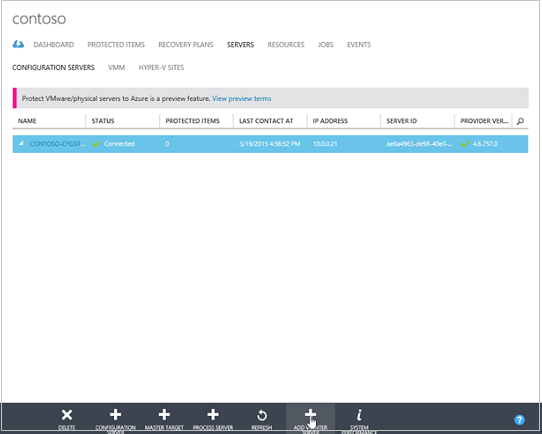 contoso
DASHBOARD PROTECTED ITEMS RECOVERY PLANS SERVERS RESOURCES JOBS EVENTS
CONFIGURATION SERVERS VMM HYPER-V SITES
Protect VMware/physical servers to Azure is a preview feature. View preview terms
NAME STATUS PROTECTED ITEMS LAST CONTACT AT IP ADDRESS SERVER ID PROVIDER VER...
CONTOSO-CFGSR... Connected 0 3/19/2015 4:36:52 PM 10.0.0.21 ae6a4963-de98-40e0-... 4.6.757.0
DELETE CONFIGURATION SERVER MASTER TARGET PROCESS SERVER REFRESH ADD SERVER SYSTEM PERFORMANCE